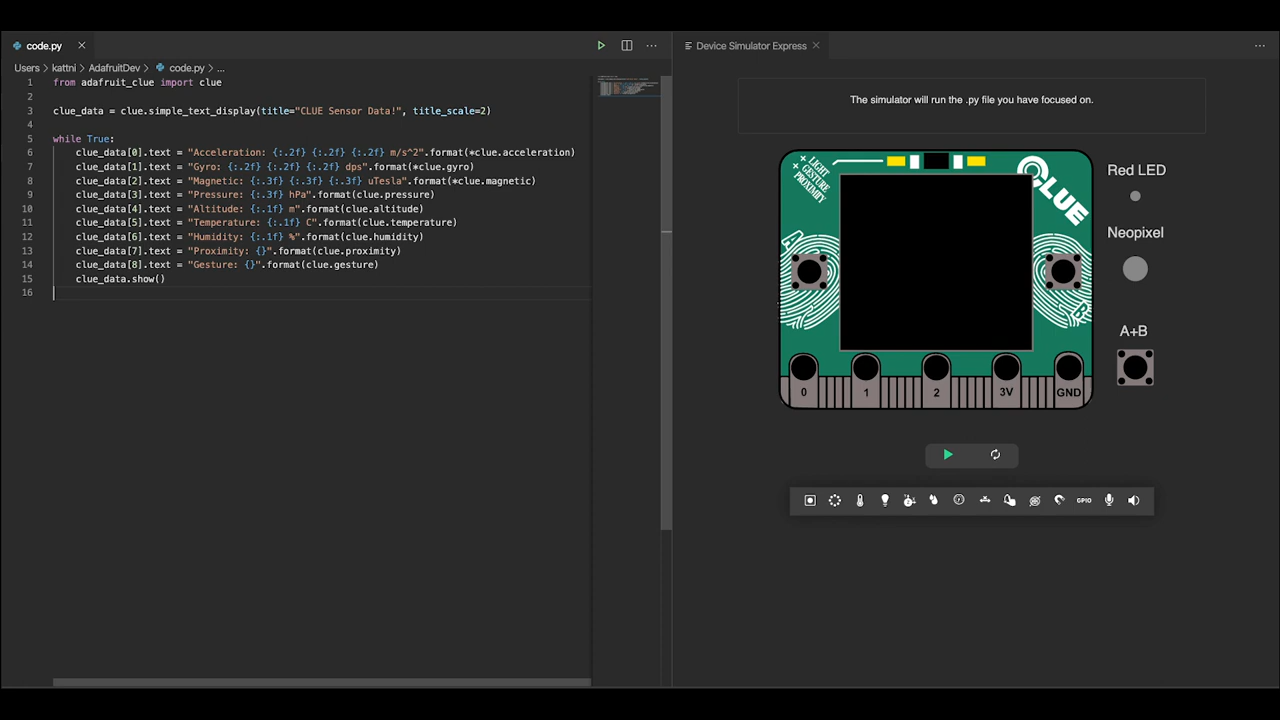 code.py
Users > kattni > AdafruitDev > code.py > ...
1 from adafruit_clue import clue
2
3 clue_data = clue.simple_text_display(title="CLUE Sensor Data!", title_scale=2)
4
5 while True:
6 clue_data[0].text = "Acceleration: {:.2f} {:.2f} {:.2f} m/s^2".format(*clue.acceleration)
7 clue_data[1].text = "Gyro: {:.2f} {:.2f} {:.2f} dps".format(*clue.gyro)
8 clue_data[2].text = "Magnetic: {:.3f} {:.3f} {:.3f} uTesla".format(*clue.magnetic)
9 clue_data[3].text = "Pressure: {:.3f} hPa".format(clue.pressure)
10 clue_data[4].text = "Altitude: {:.1f} m".format(clue.altitude)
11 clue_data[5].text = "Temperature: {:.1f} C".format(clue.temperature)
12 clue_data[6].text = "Humidity: {:.1f} %".format(clue.humidity)
13 clue_data[7].text = "Proximity: {}".format(clue.proximity)
14 clue_data[8].text = "Gesture: {}".format(clue.gesture)
15 clue_data.show()
16
Device Simulator Express
The simulator will run the .py file you have focused on.
+ LIGHT
GESTURE
+ PROXIMITY
CLUE
A
B
0
1
2
3V
GND
Red LED
Neopixel
A+B
GPIO